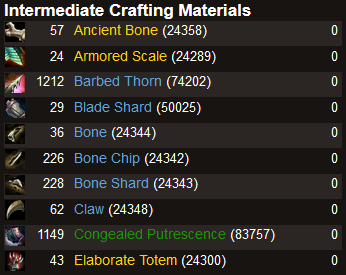 Intermediate Crafting Materials
57 Ancient Bone (24358) 0
24 Armored Scale (24289) 0
1212 Barbed Thorn (74202) 0
29 Blade Shard (50025) 0
36 Bone (24344) 0
226 Bone Chip (24342) 0
228 Bone Shard (24343) 0
62 Claw (24348) 0
1149 Congealed Putrescence (83757) 0
43 Elaborate Totem (24300) 0